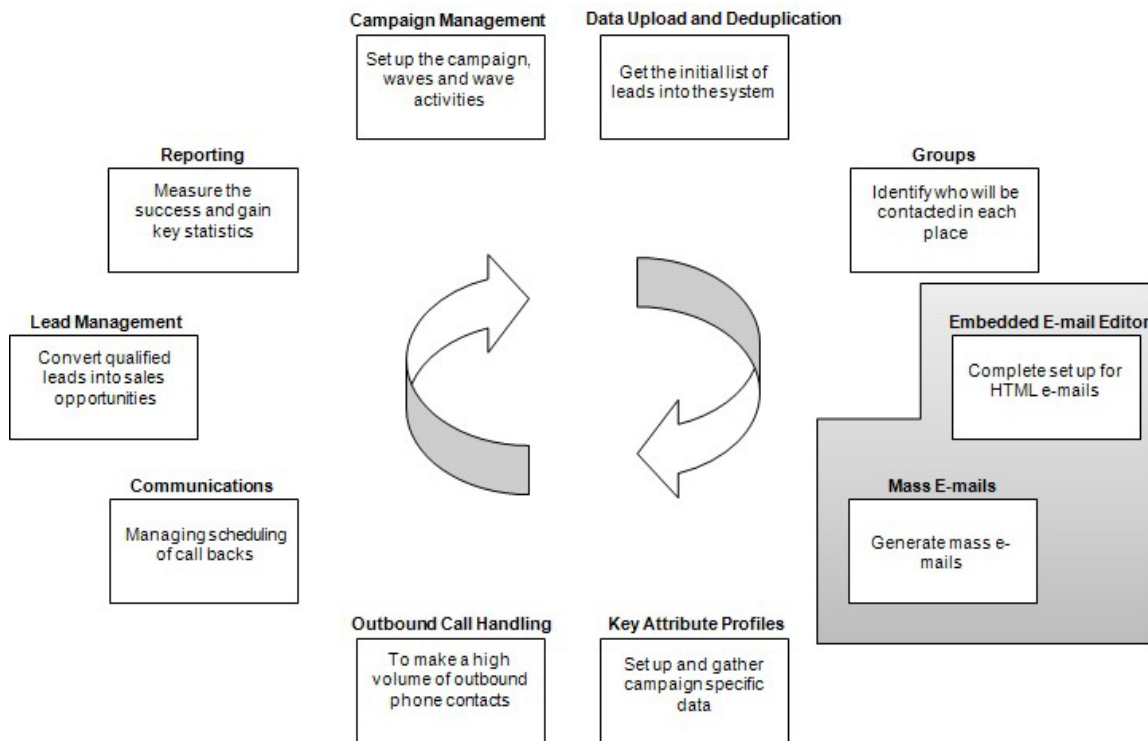 Campaign Management
Set up the campaign,
waves and wave
activities
Data Upload and Deduplication
Get the initial list of
leads into the system
Groups
Identify who will be
contacted in each
place
Embedded E-mail Editor
Complete set up for
HTML e-mails
Mass E-mails
Generate mass e-
mails
Key Attribute Profiles
Set up and gather
campaign specific
data
Outbound Call Handling
To make a high
volume of outbound
phone contacts
Communications
Managing scheduling
of call backs
Lead Management
Convert qualified
leads into sales
opportunities
Reporting
Measure the
success and gain
key statistics